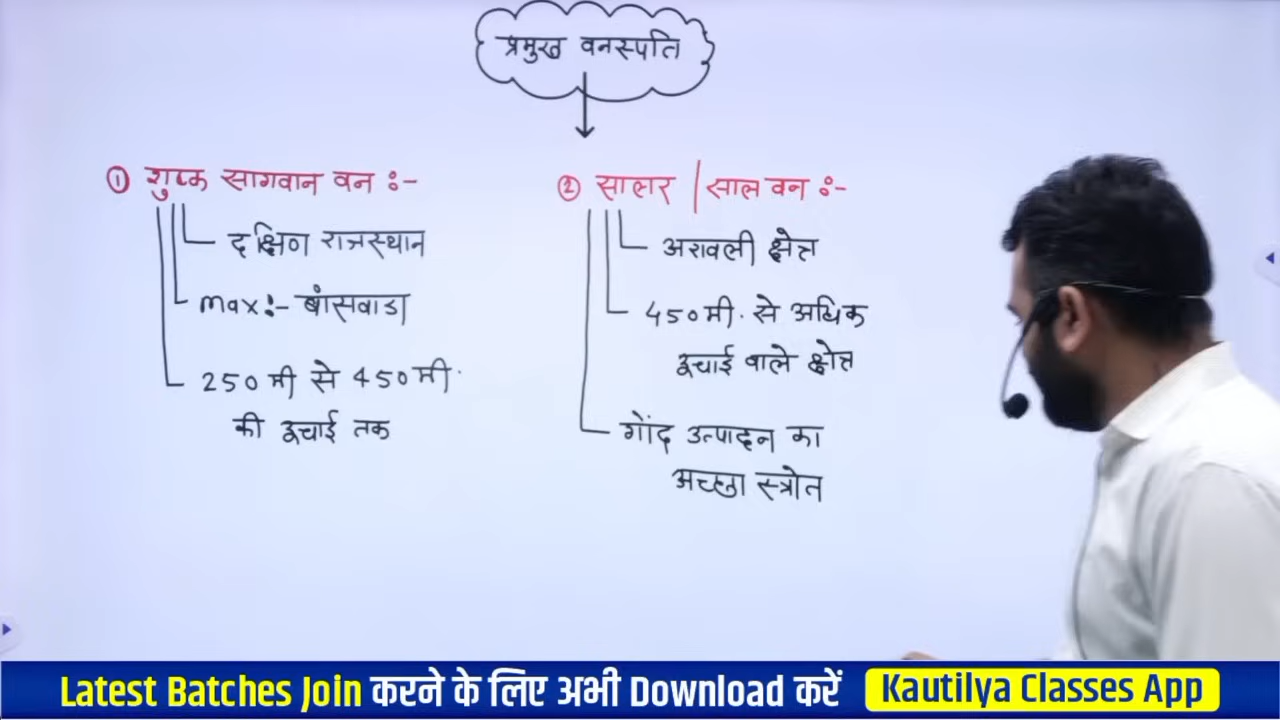 प्रमुख वनस्पति
① शुष्क सागवान वन :-
दक्षिण राजस्थान
max :- बांसवाडा
250 मी से 450 मी.
की ऊचाई तक
② सालर / साल वन :-
अरावली क्षेत्र
450 मी. से अधिक
ऊचाई वाले क्षेत्र
गोंद उत्पादन का
अच्छा स्त्रोत
Latest Batches Join करने के लिए अभी Download करें Kautilya Classes App